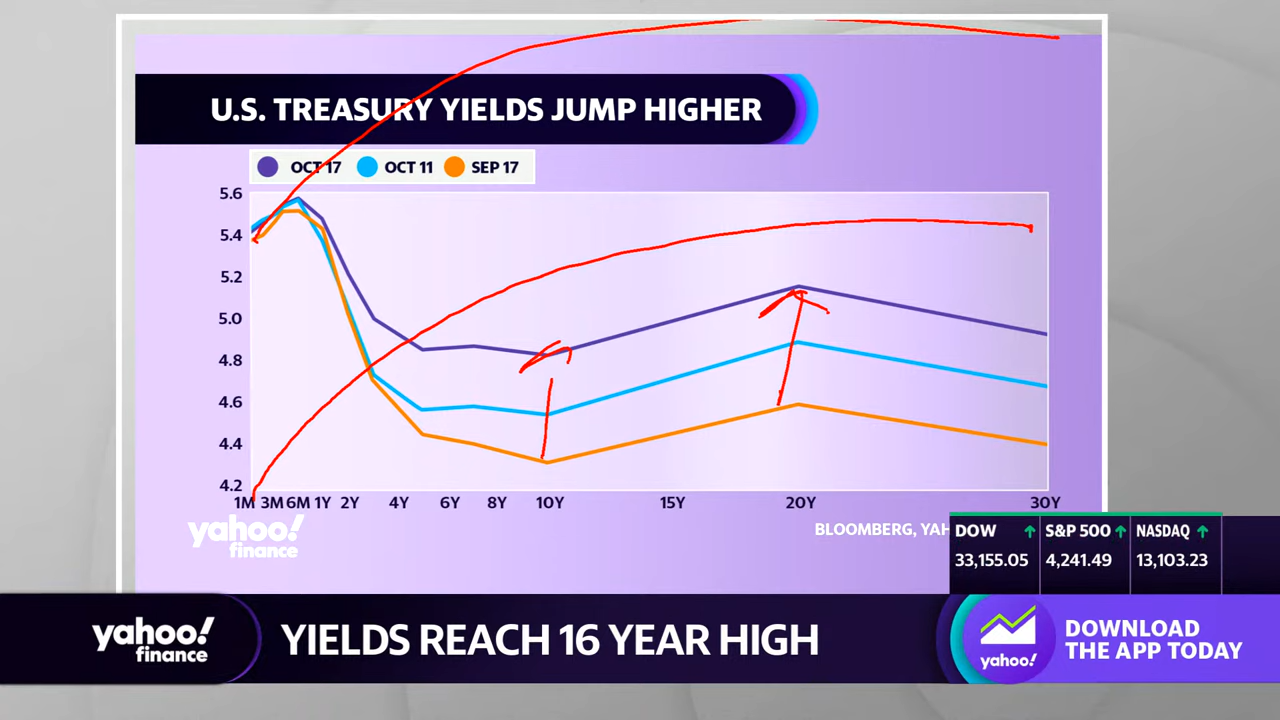 U.S. TREASURY YIELDS JUMP HIGHER
OCT 17 OCT 11 SEP 17
5.6
5.4
5.2
5.0
4.8
4.6
4.4
4.2
1M 3M 6M 1Y 2Y 4Y 6Y 8Y 10Y 15Y 20Y 30Y
yahoo!
finance
BLOOMBERG, YAH
DOW S&P 500 NASDAQ
33,155.05 4,241.49 13,103.23
yahoo!
finance
YIELDS REACH 16 YEAR HIGH
yahoo!
DOWNLOAD
THE APP TODAY